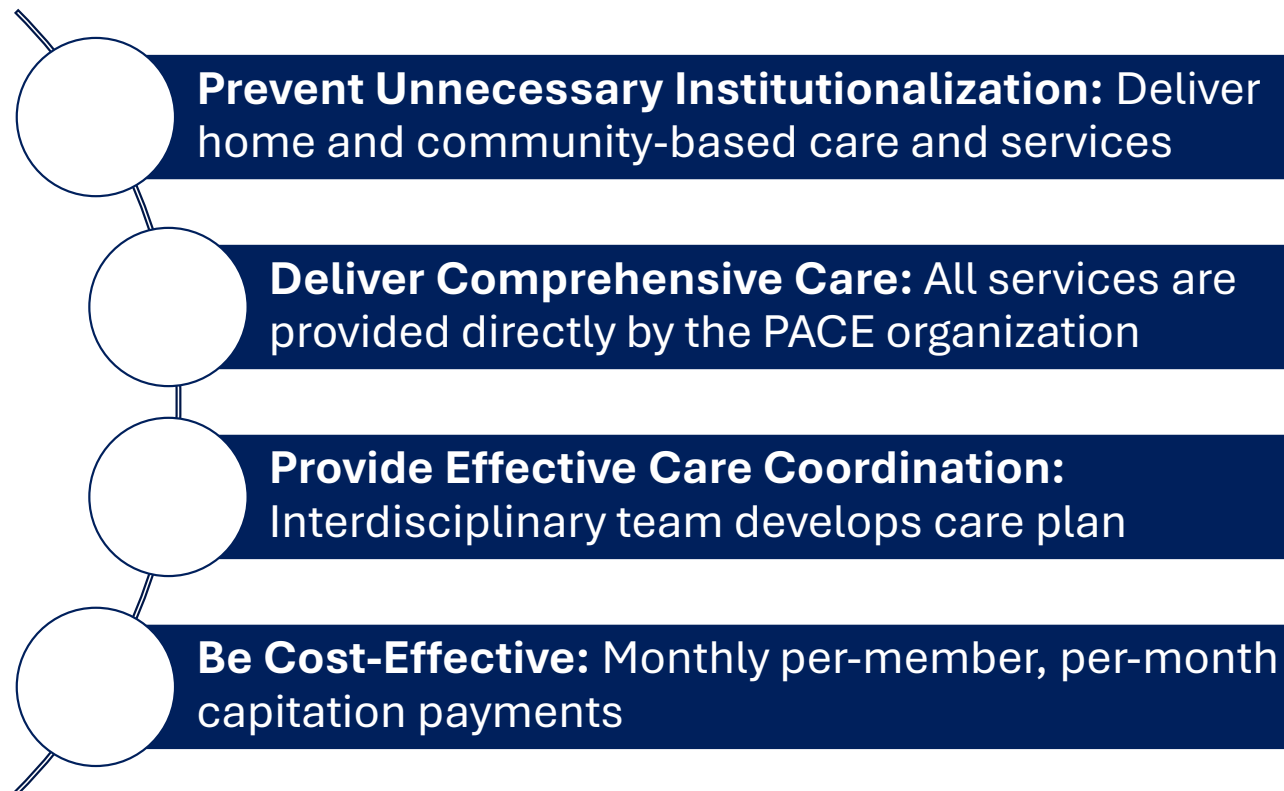 Prevent Unnecessary Institutionalization: Deliver
home and community-based care and services
Deliver Comprehensive Care: All services are
provided directly by the PACE organization
Provide Effective Care Coordination:
Interdisciplinary team develops care plan
Be Cost-Effective: Monthly per-member, per-month
capitation payments